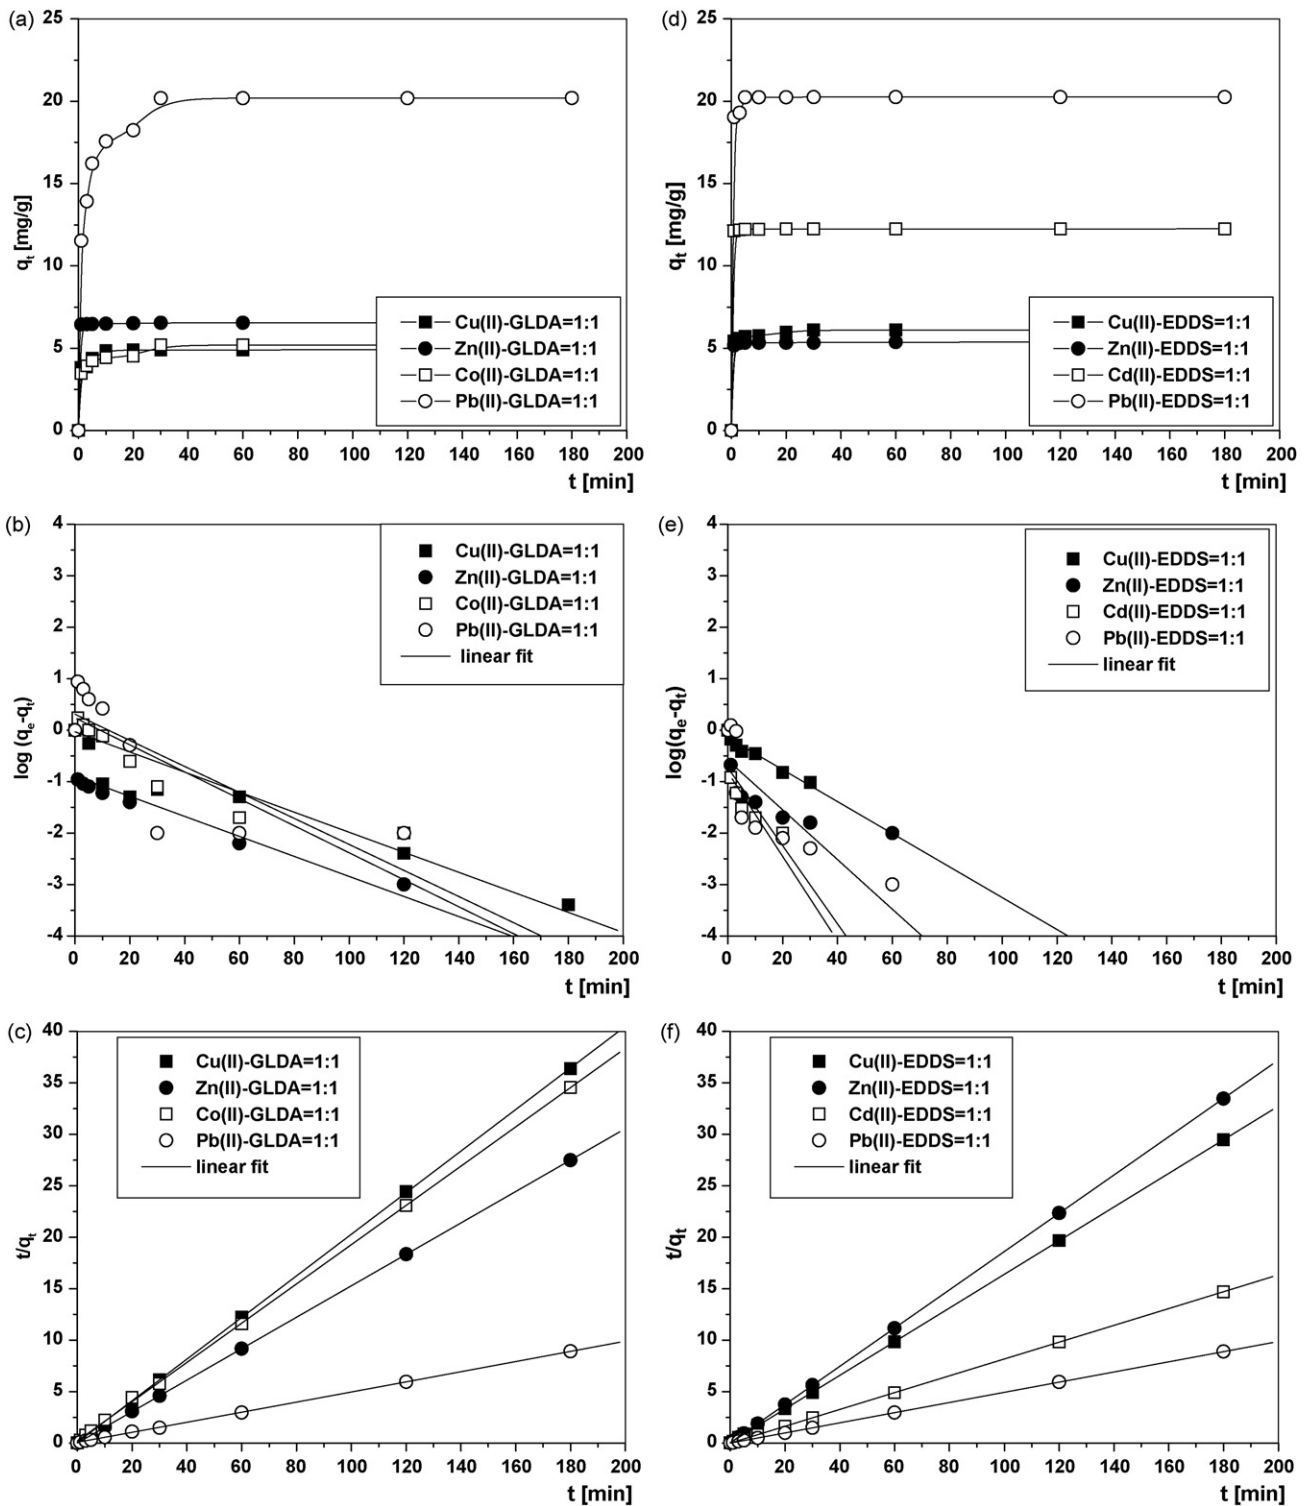 (a)
25
20
15
10
5
0
qt [mg/g]
Cu(II)-GLDA=1:1
Zn(II)-GLDA=1:1
Co(II)-GLDA=1:1
Pb(II)-GLDA=1:1
0 20 40 60 80 100 120 140 160 180 200
t [min]
(d)
25
20
15
10
5
0
qt [mg/g]
Cu(II)-EDDS=1:1
Zn(II)-EDDS=1:1
Cd(II)-EDDS=1:1
Pb(II)-EDDS=1:1
0 20 40 60 80 100 120 140 160 180 200
t [min]
(b)
4
3
2
1
0
-1
-2
-3
-4
log (qe-qt)
Cu(II)-GLDA=1:1
Zn(II)-GLDA=1:1
Co(II)-GLDA=1:1
Pb(II)-GLDA=1:1
linear fit
0 20 40 60 80 100 120 140 160 180 200
t [min]
(e)
4
3
2
1
0
-1
-2
-3
-4
log(qe-qt)
Cu(II)-EDDS=1:1
Zn(II)-EDDS=1:1
Cd(II)-EDDS=1:1
Pb(II)-EDDS=1:1
linear fit
0 20 40 60 80 100 120 140 160 180 200
t [min]
(c)
40
35
30
25
20
15
10
5
0
t/qt
Cu(II)-GLDA=1:1
Zn(II)-GLDA=1:1
Co(II)-GLDA=1:1
Pb(II)-GLDA=1:1
linear fit
0 20 40 60 80 100 120 140 160 180 200
t [min]
(f)
40
35
30
25
20
15
10
5
0
t/qt
Cu(II)-EDDS=1:1
Zn(II)-EDDS=1:1
Cd(II)-EDDS=1:1
Pb(II)-EDDS=1:1
linear fit
0 20 40 60 80 100 120 140 160 180 200
t [min]